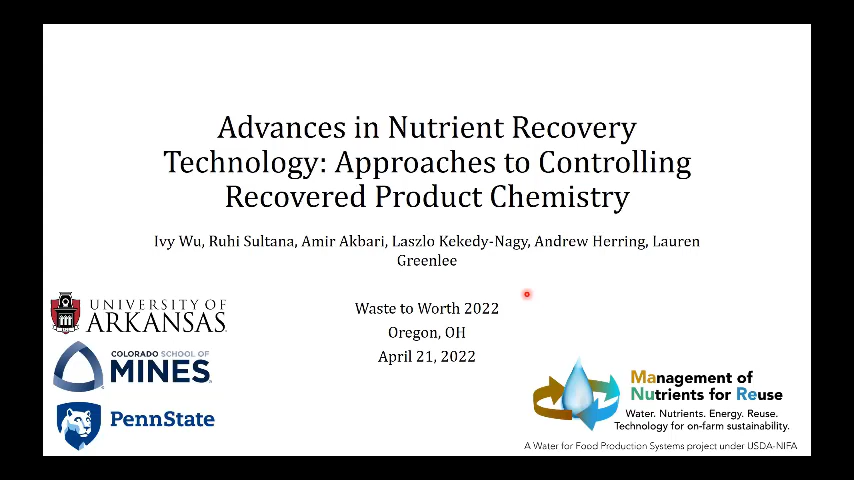 Advances in Nutrient Recovery
Technology: Approaches to Controlling
Recovered Product Chemistry
Ivy Wu, Ruhi Sultana, Amir Akbari, Laszlo Kekedy-Nagy, Andrew Herring, Lauren
Greenlee
Waste to Worth 2022
Oregon, OH
April 21, 2022
UNIVERSITY OF
ARKANSAS
COLORADO SCHOOL OF
MINES
PennState
Management of
Nutrients for Reuse
Water. Nutrients. Energy. Reuse.
Technology for on-farm sustainability.
A Water for Food Production Systems project under USDA-NIFA